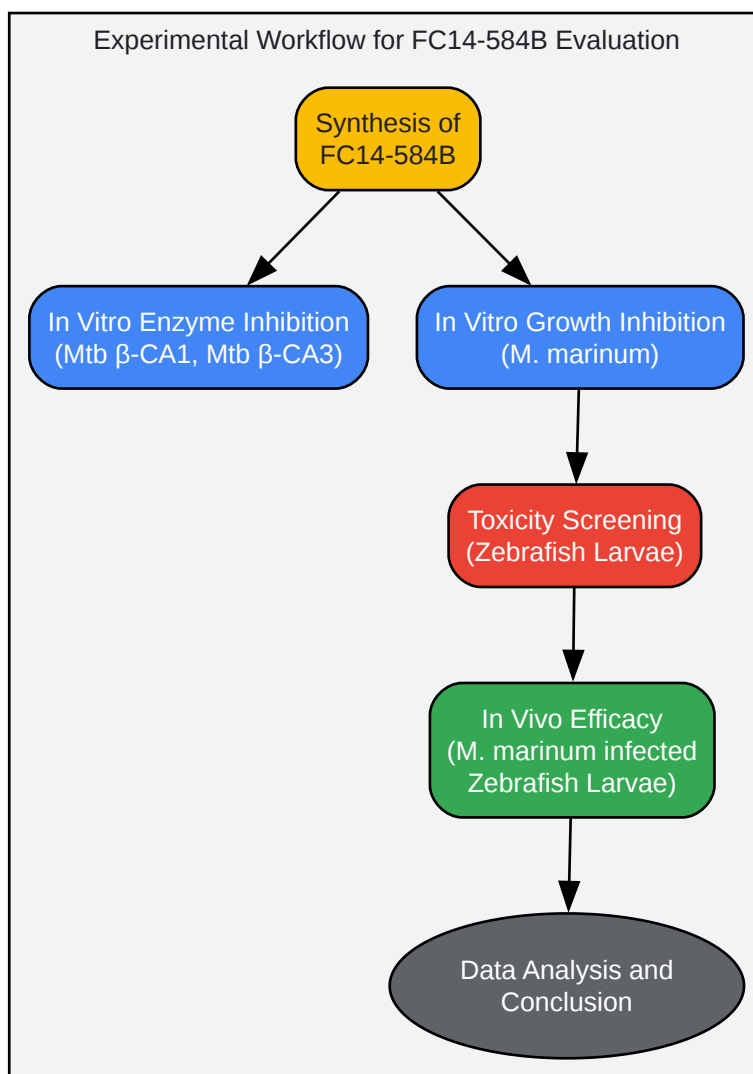 Experimental Workflow for FC14-584B Evaluation
Synthesis of
FC14-584B
In Vitro Enzyme Inhibition
(Mtb β-CA1, Mtb β-CA3)
In Vitro Growth Inhibition
(M. marinum)
Toxicity Screening
(Zebrafish Larvae)
In Vivo Efficacy
(M. marinum infected
Zebrafish Larvae)
Data Analysis and
Conclusion